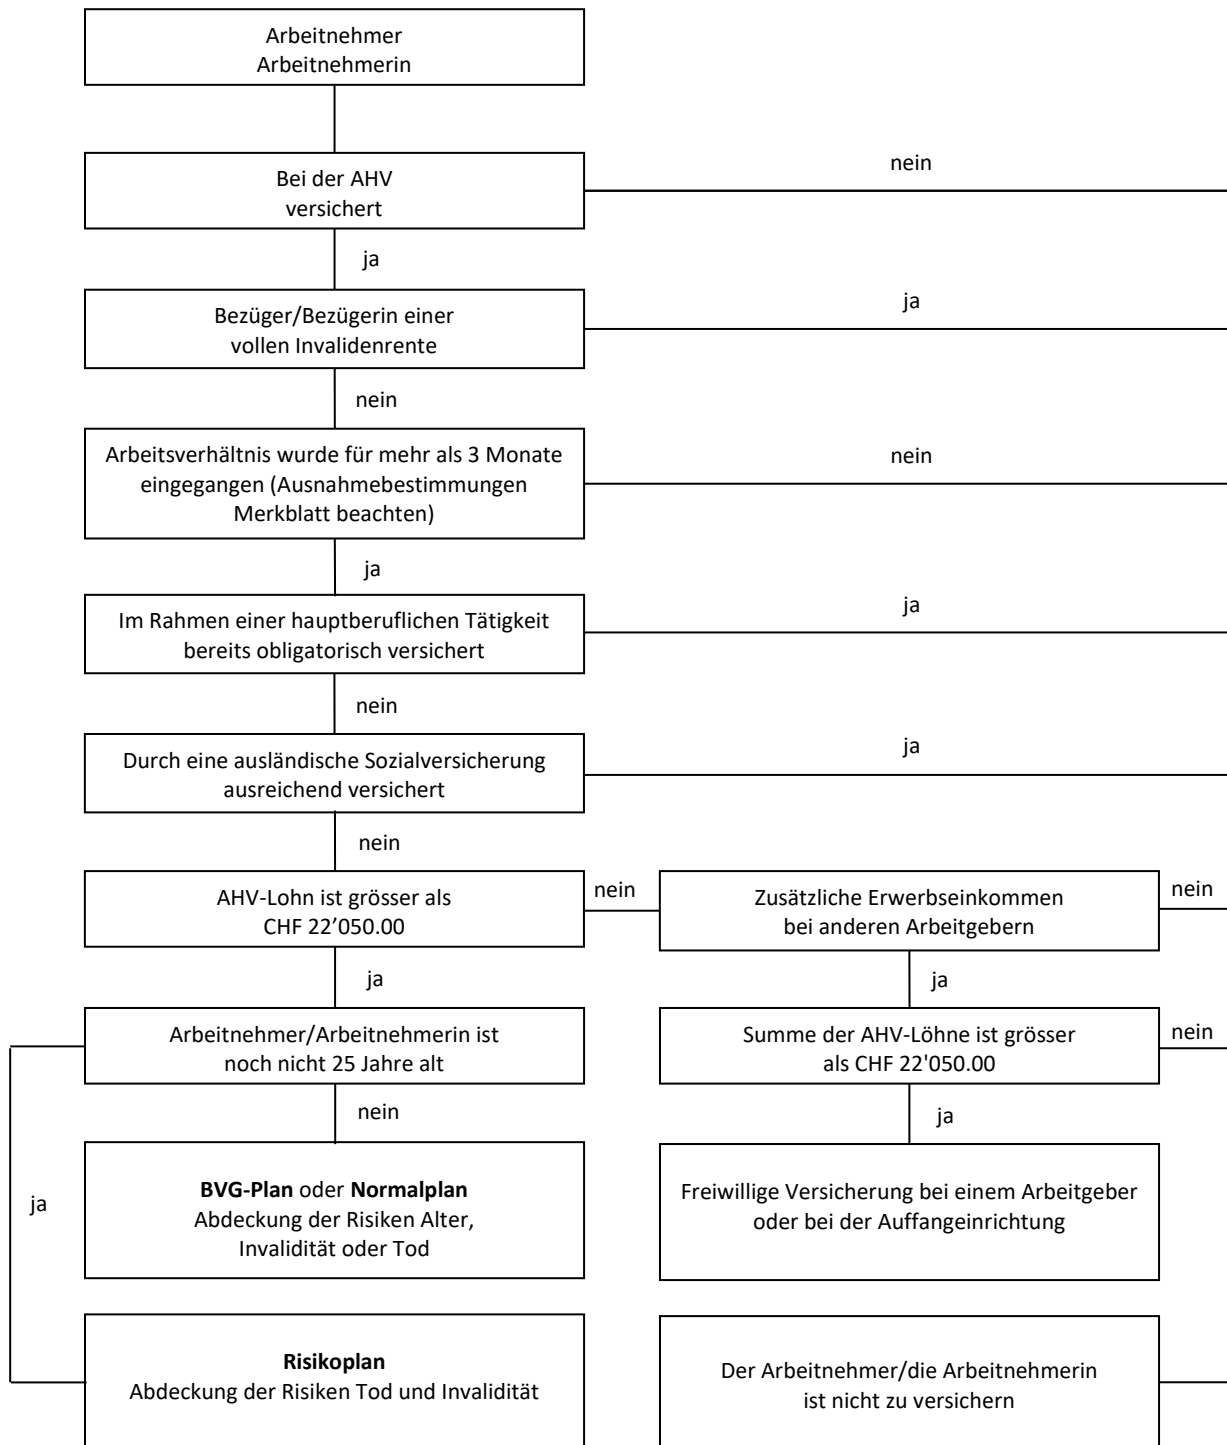 Arbeitnehmer
Arbeitnehmerin
Bei der AHV
versichert
nein
ja
Bezüger/Bezügerin einer
vollen Invalidenrente
ja
nein
Arbeitsverhältnis wurde für mehr als 3 Monate
eingegangen (Ausnahmebestimmungen
Merkblatt beachten)
nein
ja
Im Rahmen einer hauptberuflichen Tätigkeit
bereits obligatorisch versichert
ja
nein
Durch eine ausländische Sozialversicherung
ausreichend versichert
ja
nein
AHV-Lohn ist grösser als
CHF 22’050.00
nein
Zusätzliche Erwerbseinkommen
bei anderen Arbeitgebern
nein
ja
ja
Arbeitnehmer/Arbeitnehmerin ist
noch nicht 25 Jahre alt
Summe der AHV-Löhne ist grösser
als CHF 22'050.00
nein
nein
ja
ja
BVG-Plan oder Normalplan
Abdeckung der Risiken Alter,
Invalidität oder Tod
Freiwillige Versicherung bei einem Arbeitgeber
oder bei der Auffangeinrichtung
Risikoplan
Abdeckung der Risiken Tod und Invalidität
Der Arbeitnehmer/die Arbeitnehmerin
ist nicht zu versichern